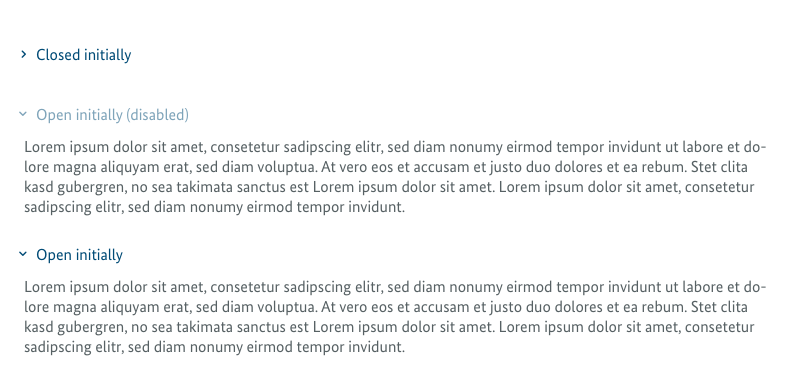 Closed initially
Open initially (disabled)
Lorem ipsum dolor sit amet, consetetur sadipscing elitr, sed diam nonumy eirmod tempor invidunt ut labore et do-
lore magna aliquyam erat, sed diam voluptua. At vero eos et accusam et justo duo dolores et ea rebum. Stet clita
kasd gubergren, no sea takimata sanctus est Lorem ipsum dolor sit amet. Lorem ipsum dolor sit amet, consetetur
sadipscing elitr, sed diam nonumy eirmod tempor invidunt.
Open initially
Lorem ipsum dolor sit amet, consetetur sadipscing elitr, sed diam nonumy eirmod tempor invidunt ut labore et do-
lore magna aliquyam erat, sed diam voluptua. At vero eos et accusam et justo duo dolores et ea rebum. Stet clita
kasd gubergren, no sea takimata sanctus est Lorem ipsum dolor sit amet. Lorem ipsum dolor sit amet, consetetur
sadipscing elitr, sed diam nonumy eirmod tempor invidunt.